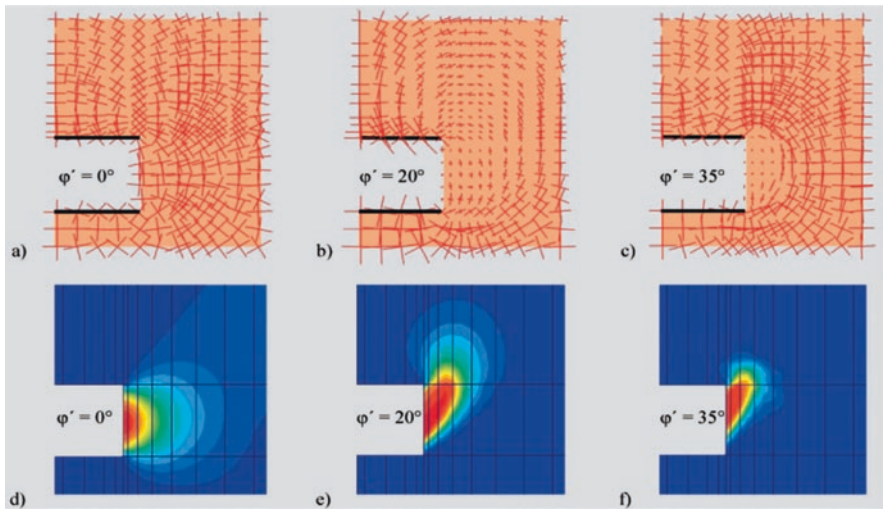 φ´ = 0°
φ´ = 20°
φ´ = 35°
a)
b)
c)
φ´ = 0°
φ´ = 20°
φ´ = 35°
d)
e)
f)